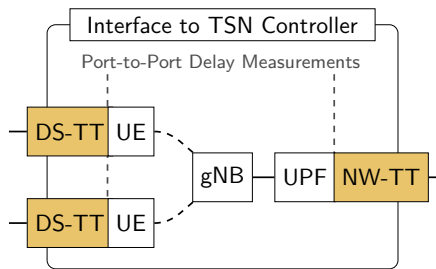 Interface to TSN Controller
Port-to-Port Delay Measurements
DS-TT UE
gNB UPF NW-TT
DS-TT UE